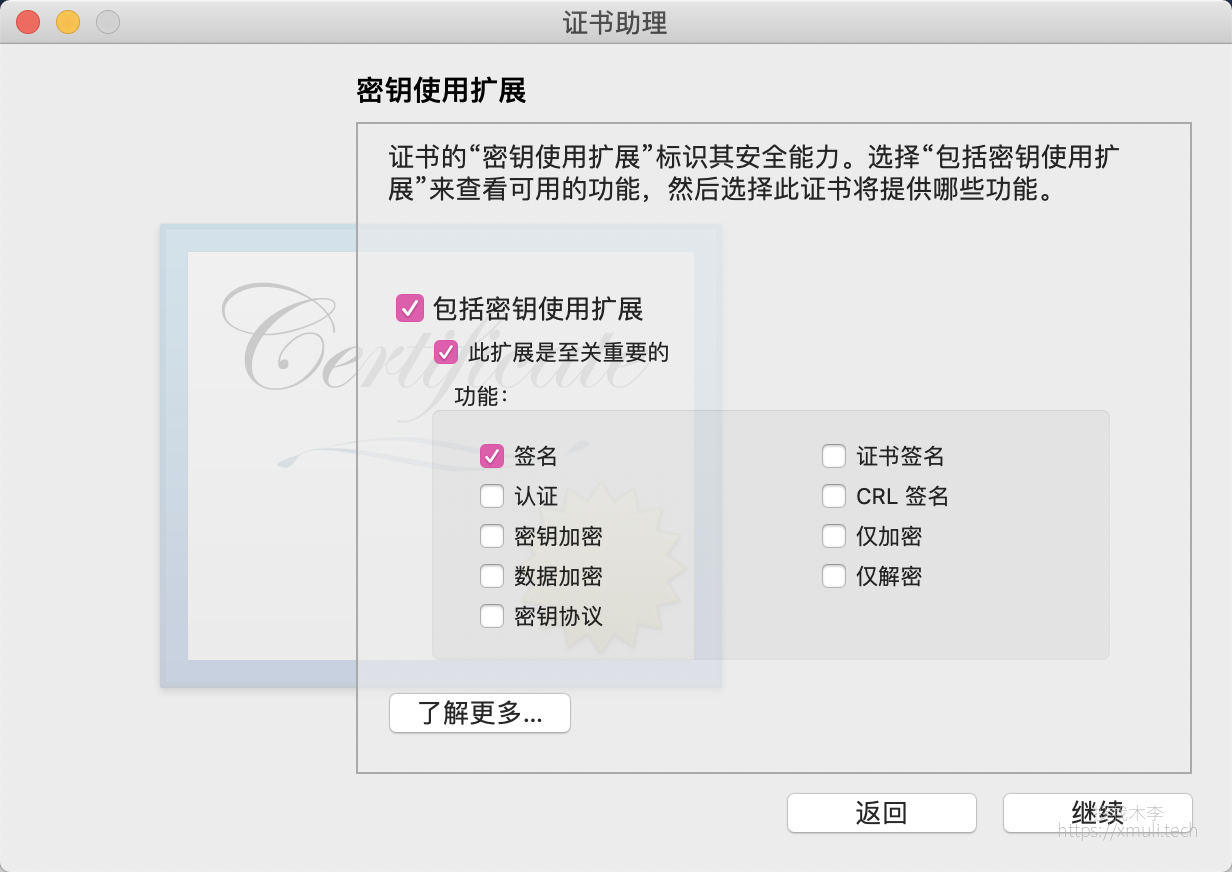 证书助理
密钥使用扩展
证书的“密钥使用扩展”标识其安全能力。选择“包括密钥使用扩
展”来查看可用的功能，然后选择此证书将提供哪些功能。
Certificate
包括密钥使用扩展
此扩展是至关重要的
功能：
签名
证书签名
认证
CRL 签名
密钥加密
仅加密
数据加密
仅解密
密钥协议
了解更多...
返回
继续
木李
https://xmuli.tech